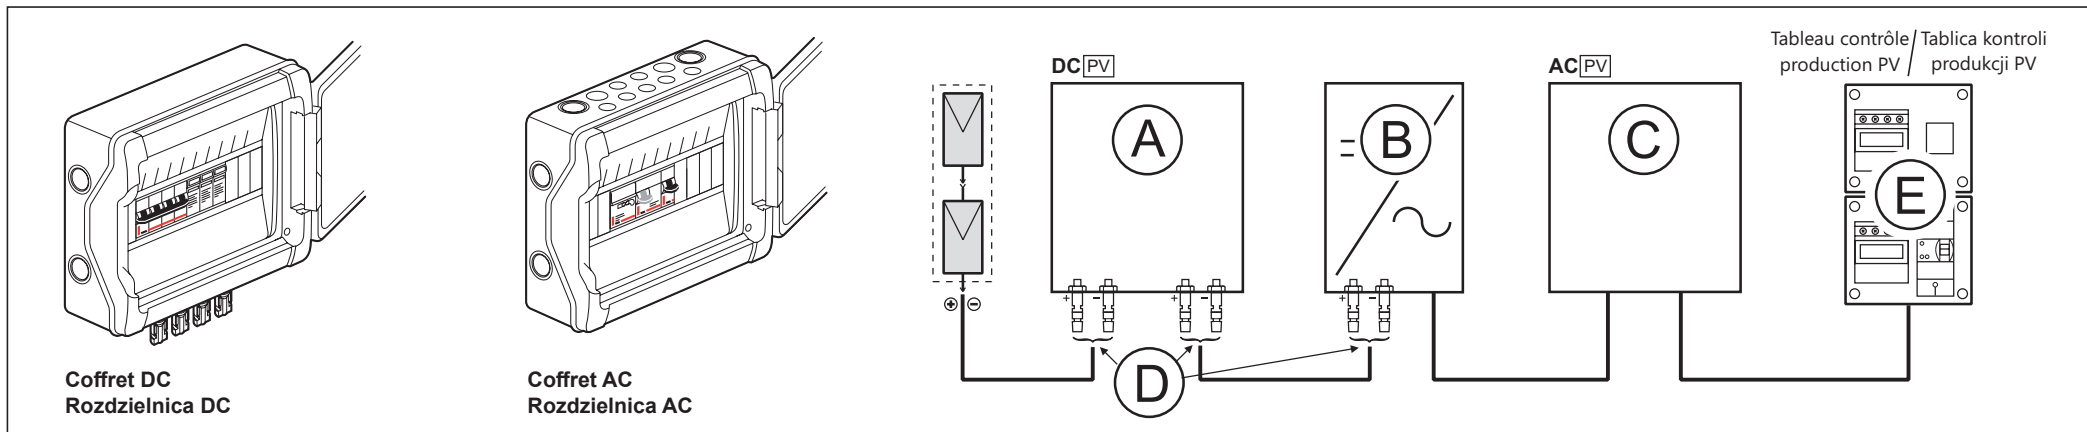 Coffret DC
Rozdzielnica DC
Coffret AC
Rozdzielnica AC
DC PV
A
+ - + -
B
+ -
AC PV
C
D
Tableau contrôle / Tablica kontroli
production PV / produkcji PV
E
+ -